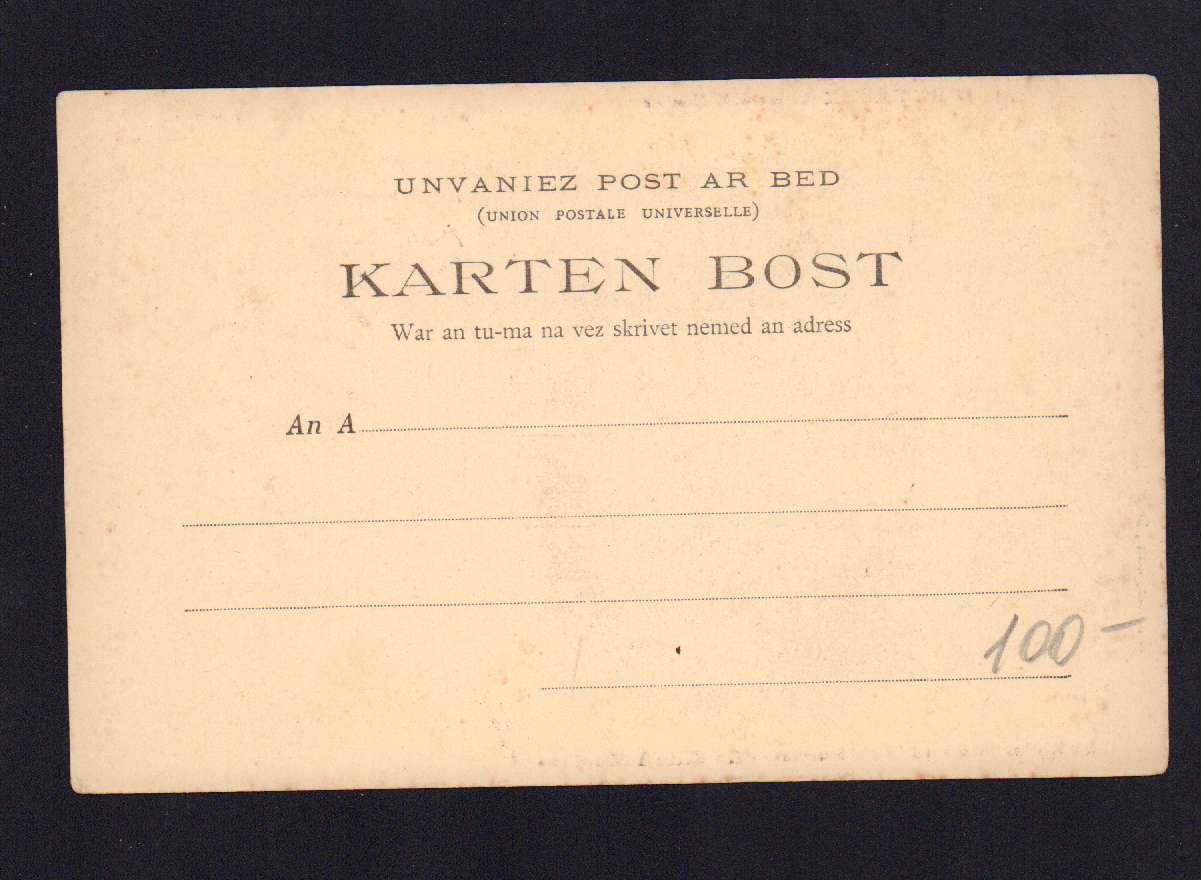 UNVANIEZ POST AR BED
(UNION POSTALE UNIVERSELLE)
KARTEN BOST
War an tu-ma na vez skrivet nemed an adress
An A
100-